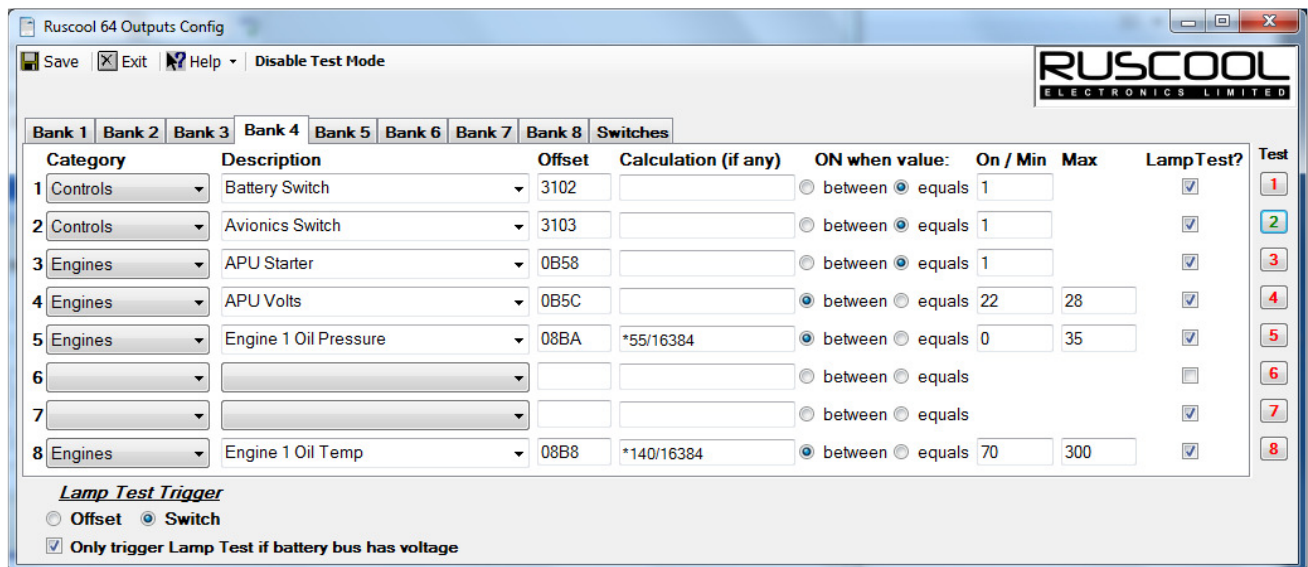 Ruscool 64 Outputs Config
Save Exit Help Disable Test Mode
RUSCOOL
ELECTRONICS LIMITED
Bank 1 Bank 2 Bank 3 Bank 4 Bank 5 Bank 6 Bank 7 Bank 8 Switches
Category Description Offset Calculation (if any) ON when value: On / Min Max LampTest? Test
1 Controls Battery Switch 3102 between equals 1 1
2 Controls Avionics Switch 3103 between equals 1 2
3 Engines APU Starter 0B58 between equals 1 3
4 Engines APU Volts 0B5C between equals 22 28 4
5 Engines Engine 1 Oil Pressure 08BA *55/16384 between equals 0 35 5
6 between equals 6
7 between equals 7
8 Engines Engine 1 Oil Temp 08B8 *140/16384 between equals 70 300 8
Lamp Test Trigger
Offset Switch
Only trigger Lamp Test if battery bus has voltage